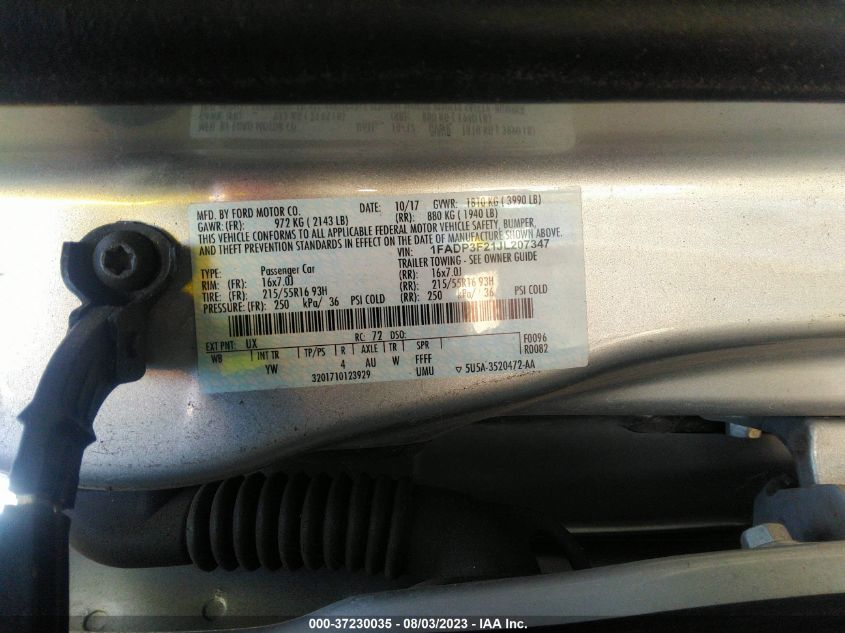 MFD. BY FORD MOTOR CO. DATE: 10/17 GVWR: 1810 KG ( 3990 LB)
GAWR: (FR): 972 KG ( 2143 LB) (RR): 880 KG ( 1940 LB)
THIS VEHICLE CONFORMS TO ALL APPLICABLE FEDERAL MOTOR VEHICLE SAFETY, BUMPER,
AND THEFT PREVENTION STANDARDS IN EFFECT ON THE DATE OF MANUFACTURE SHOWN ABOVE.
VIN: 1FADP3F21JL207347
TYPE: Passenger Car TRAILER TOWING - SEE OWNER GUIDE
RIM: (FR): 16x7.0J (RR): 16x7.0J
TIRE: (FR): 215/55R16 93H (RR): 215/55R16 93H
PRESSURE: (FR): 250 kPa/ 36 PSI COLD (RR): 250 kPa/ 36 PSI COLD
EXT PNT: UX RC: 72 DSO: F0096
WB INT TR TP/PS R AXLE TR SPR R0082
YW 4 AU W FFFF
3201710123929 UMU ▽ 5U5A-3520472-AA
000-37230035 - 08/03/2023 - IAA Inc.